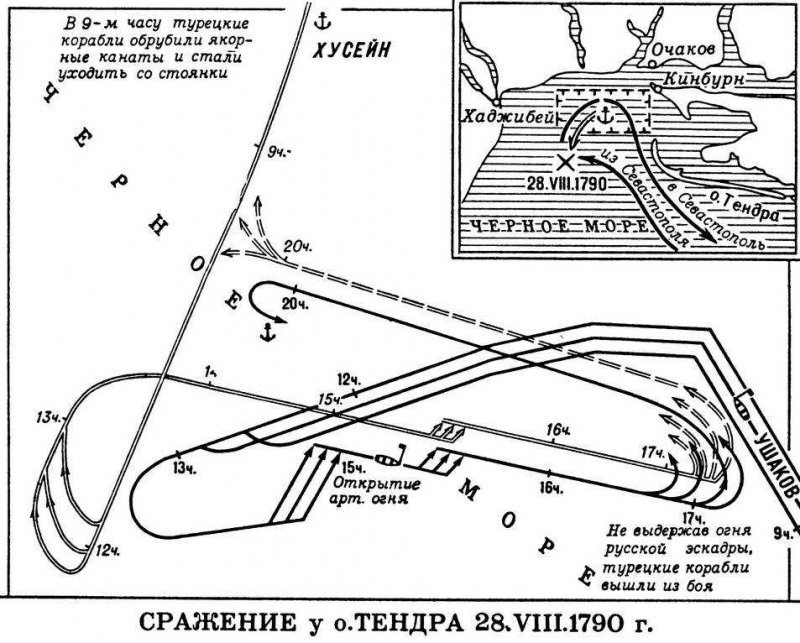 В 9-м часу турецкие
корабли обрубили якор-
ные канаты и стали
уходить со стоянки
ХУСЕЙН
ЧЕРНОЕ
МОРЕ
9ч.
20ч.
20ч.
12ч.
1
15ч.
13ч.
16ч.
17ч.
13ч.
15ч.
Открытие
арт. огня
16ч.
17ч.
12ч.
УШАКОВ
9ч.
Не выдержав огня
русской эскадры,
турецкие корабли
вышли из боя
Очаков
Кинбурн
Хаджибей
28.VIII.1790
из Севастополя
в Севастополь
о.Тендра
ЧЕРНОЕ МОРЕ
СРАЖЕНИЕ у о.ТЕНДРА 28.VIII.1790 г.